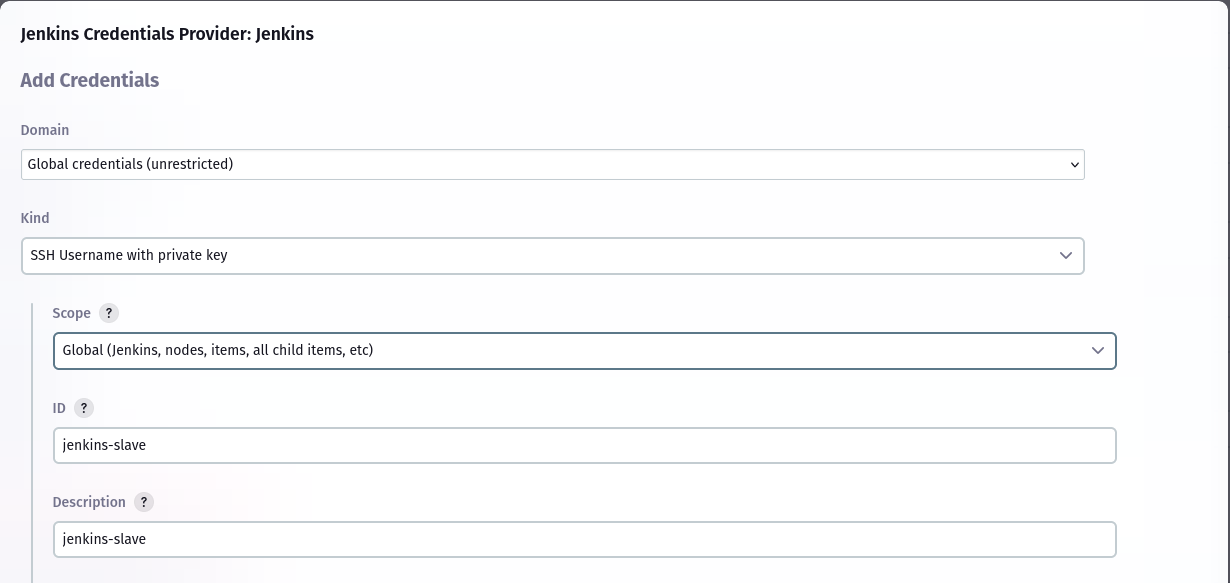 Jenkins Credentials Provider: Jenkins
Add Credentials
Domain
Global credentials (unrestricted)
Kind
SSH Username with private key
Scope ?
Global (Jenkins, nodes, items, all child items, etc)
ID ?
jenkins-slave
Description ?
jenkins-slave